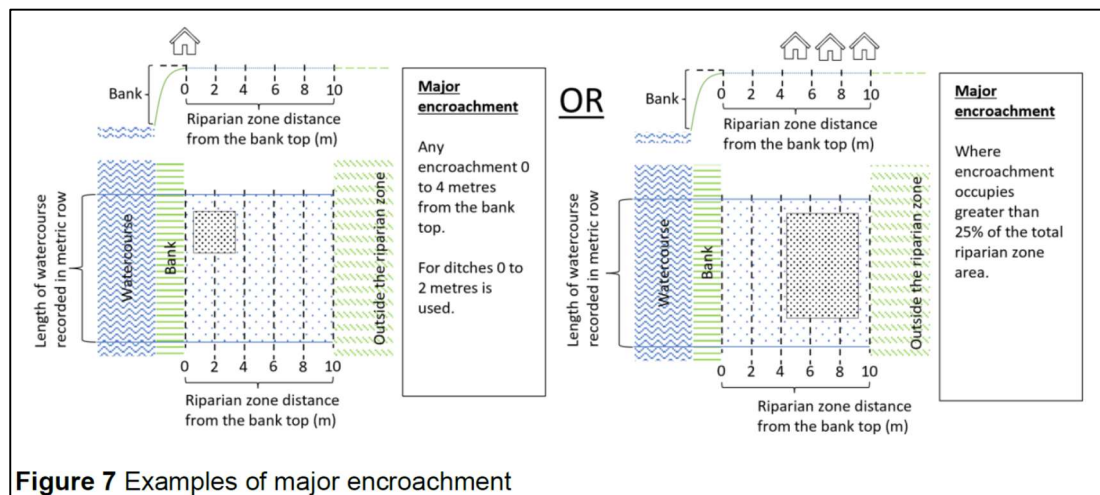 Bank
0 2 4 6 8 10
Riparian zone distance
from the bank top (m)
Length of watercourse
recorded in metric row
Watercourse
Bank
Outside the riparian zone
0 2 4 6 8 10
Riparian zone distance
from the bank top (m)
Major
encroachment
Any
encroachment 0
to 4 metres
from the bank
top.
For ditches 0 to
2 metres is
used.
OR
Bank
0 2 4 6 8 10
Riparian zone distance
from the bank top (m)
Length of watercourse
recorded in metric row
Watercourse
Bank
Outside the riparian zone
0 2 4 6 8 10
Riparian zone distance
from the bank top (m)
Major
encroachment
Where
encroachment
occupies
greater than
25% of the total
riparian zone
area.
Figure 7 Examples of major encroachment